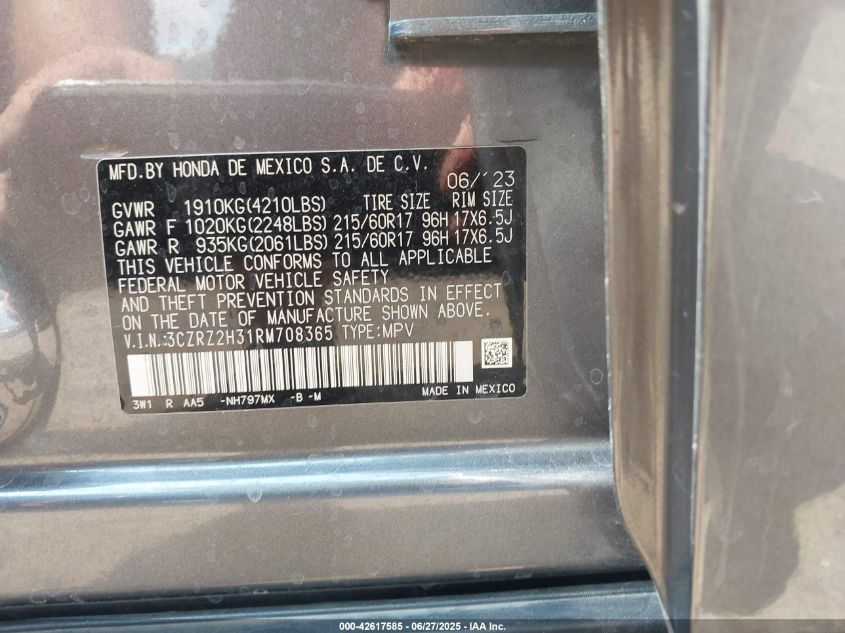 MFD. BY HONDA DE MEXICO S.A. DE C.V.
06/'23
GVWR 1910KG(4210LBS) TIRE SIZE RIM SIZE
GAWR F 1020KG(2248LBS) 215/60R17 96H 17X6.5J
GAWR R 935KG(2061LBS) 215/60R17 96H 17X6.5J
THIS VEHICLE CONFORMS TO ALL APPLICABLE
FEDERAL MOTOR VEHICLE SAFETY
AND THEFT PREVENTION STANDARDS IN EFFECT
ON THE DATE OF MANUFACTURE SHOWN ABOVE.
V.I.N.:3CZRZ2H31RM708365 TYPE:MPV
3W1 R AA5 -NH797MX -B -M MADE IN MEXICO
000-42617585 - 06/27/2025 - IAA Inc.